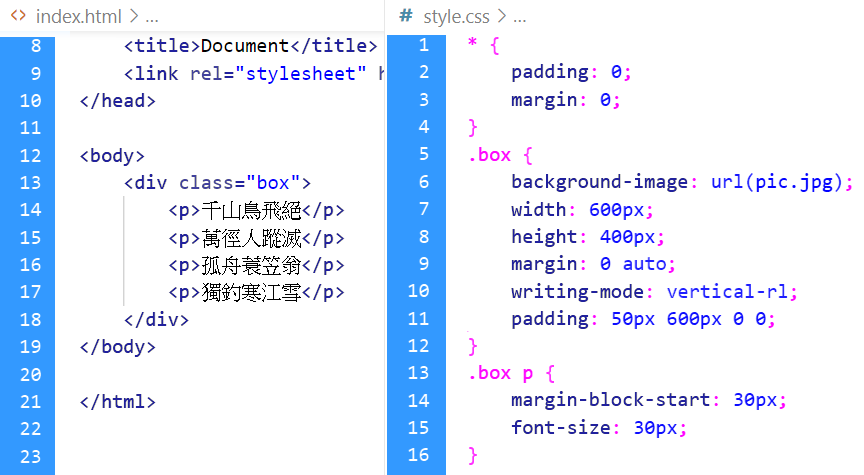 index.html > ...
8 <title>Document</title>
9 <link rel="stylesheet" h
10 </head>
11
12 <body>
13 <div class="box">
14 <p>千山鳥飛絕</p>
15 <p>萬徑人蹤滅</p>
16 <p>孤舟蓑笠翁</p>
17 <p>獨釣寒江雪</p>
18 </div>
19 </body>
20
21 </html>
22
23
# style.css > ...
1 * {
2 padding: 0;
3 margin: 0;
4 }
5 .box {
6 background-image: url(pic.jpg);
7 width: 600px;
8 height: 400px;
9 margin: 0 auto;
10 writing-mode: vertical-rl;
11 padding: 50px 600px 0 0;
12 }
13 .box p {
14 margin-block-start: 30px;
15 font-size: 30px;
16 }